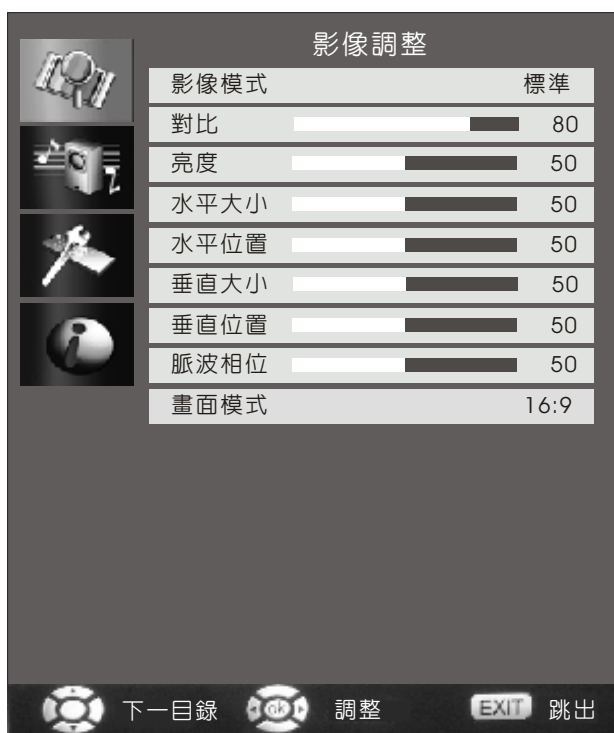 影像調整
影像模式 標準
對比 80
亮度 50
水平大小 50
水平位置 50
垂直大小 50
垂直位置 50
脈波相位 50
畫面模式 16:9
下一目錄 ok 調整 EXIT 跳出